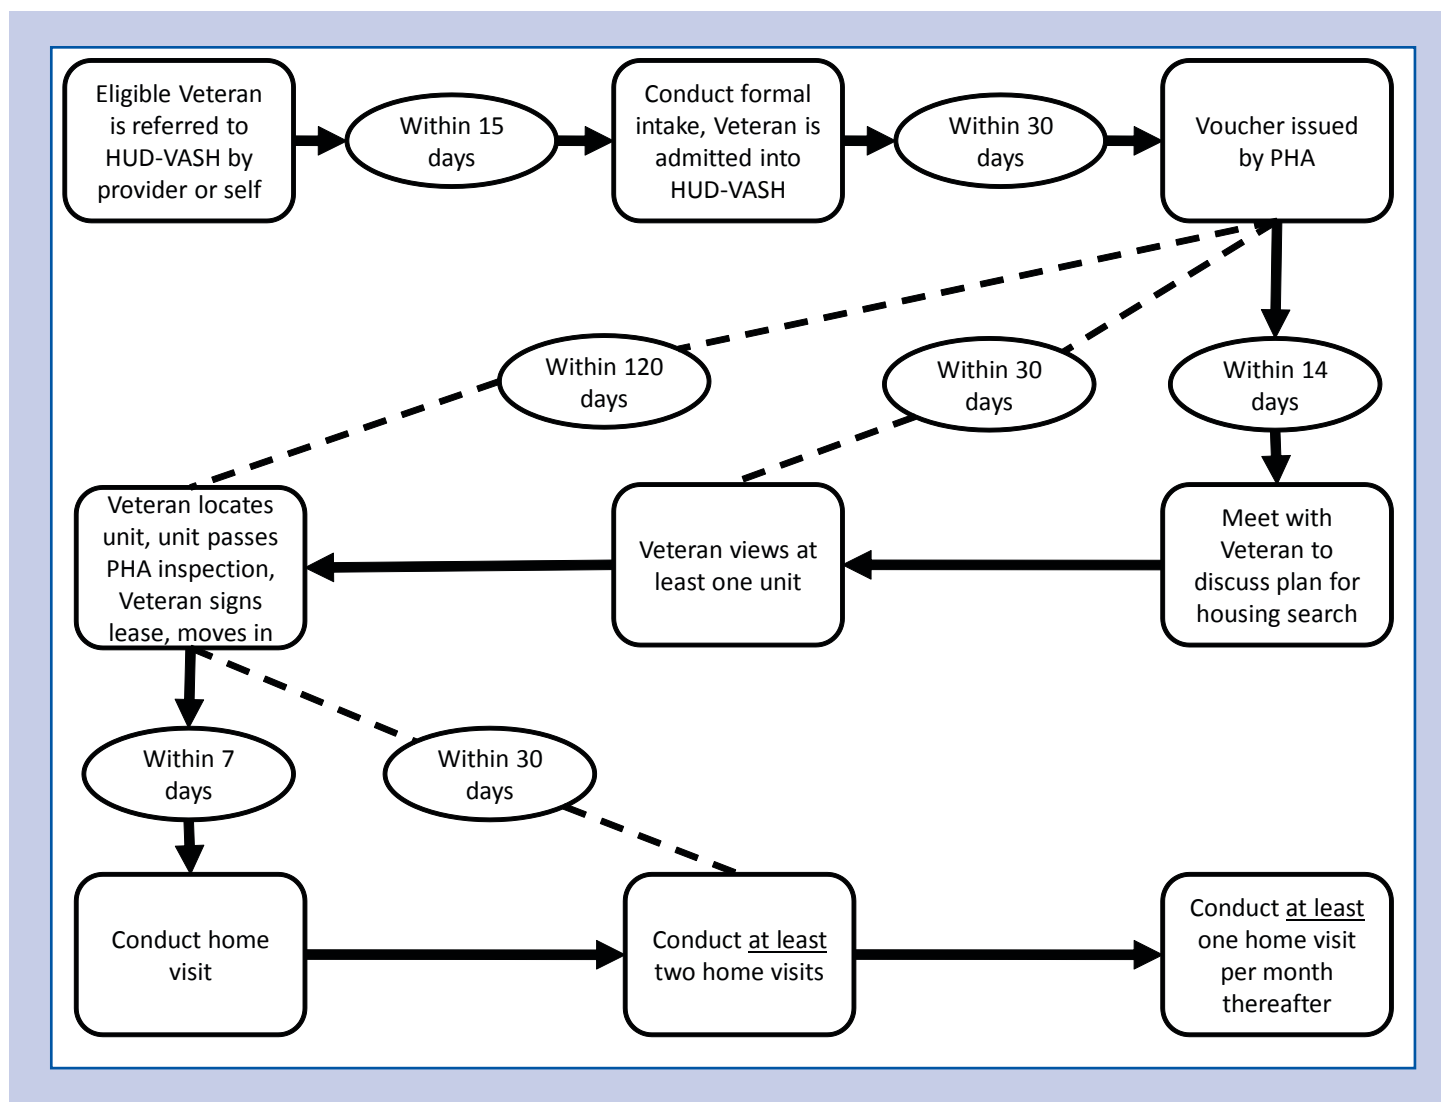 Eligible Veteran
is referred to
HUD-VASH by
provider or self
Within 15
days
Conduct formal
intake, Veteran is
admitted into
HUD-VASH
Within 30
days
Voucher issued
by PHA
Within 120
days
Within 30
days
Within 14
days
Veteran locates
unit, unit passes
PHA inspection,
Veteran signs
lease, moves in
Veteran views at
least one unit
Meet with
Veteran to
discuss plan for
housing search
Within 7
days
Within 30
days
Conduct home
visit
Conduct at least
two home visits
Conduct at least
one home visit
per month
thereafter